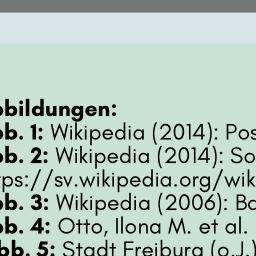 bbildungen:
bb. 1: Wikipedia (2014): Pos
bb. 2: Wikipedia (2014): So
ps://sv.wikipedia.org/wik
bb. 3: Wikipedia (2006): Ba
bb. 4: Otto, Ilona M. et al.
bb. 5: Stadt Freiburg (o.J.)